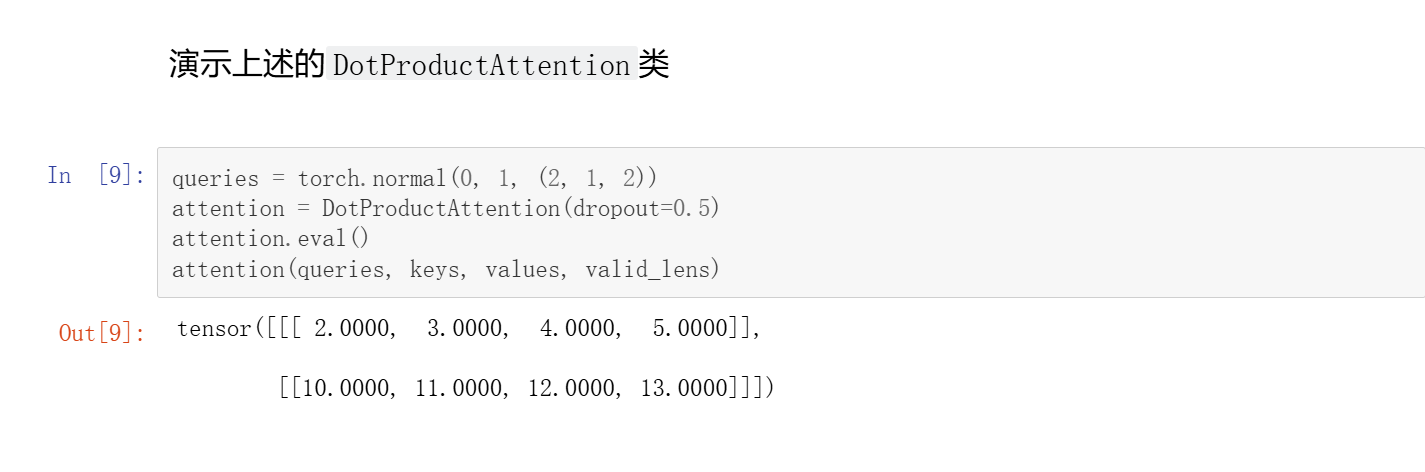 演示上述的DotProductAttention类
In [9]:
queries = torch.normal(0, 1, (2, 1, 2))
attention = DotProductAttention(dropout=0.5)
attention.eval()
attention(queries, keys, values, valid_lens)
Out[9]:
tensor([[[ 2.0000,  3.0000,  4.0000,  5.0000]],
[[10.0000, 11.0000, 12.0000, 13.0000]]])